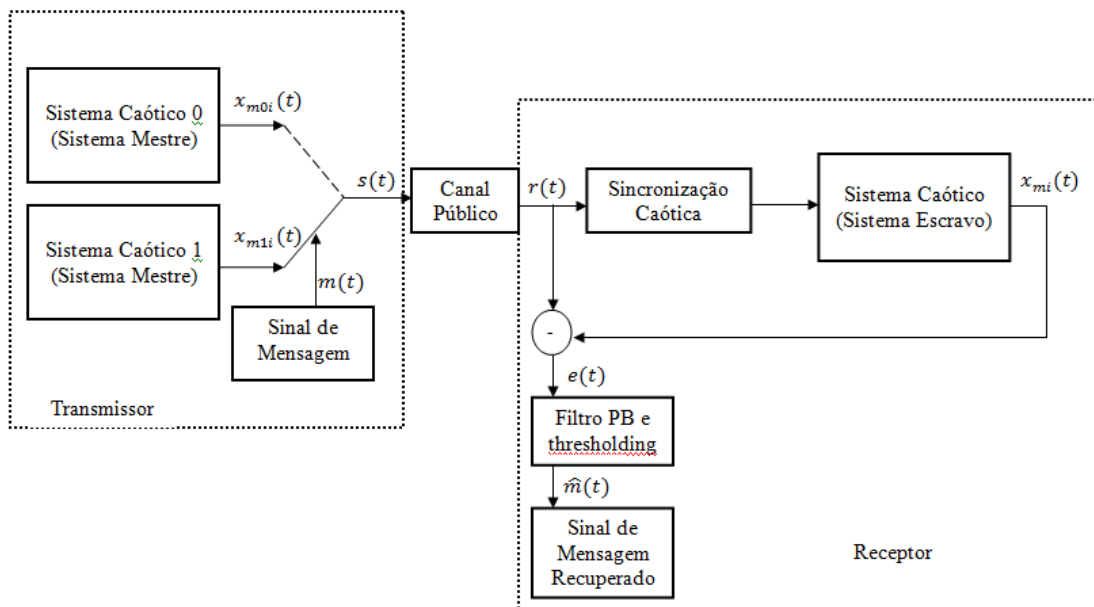 Sistema Caótico 0
(Sistema Mestre)
x_{m0i}(t)
Sistema Caótico 1
(Sistema Mestre)
x_{m1i}(t)
m(t)
Sinal de
Mensagem
Transmissor
s(t)
Canal
Público
r(t)
Sincronização
Caótica
Sistema Caótico
(Sistema Escravo)
x_{mi}(t)
-
e(t)
Filtro PB e
thresholding
m̂(t)
Sinal de
Mensagem
Recuperado
Receptor